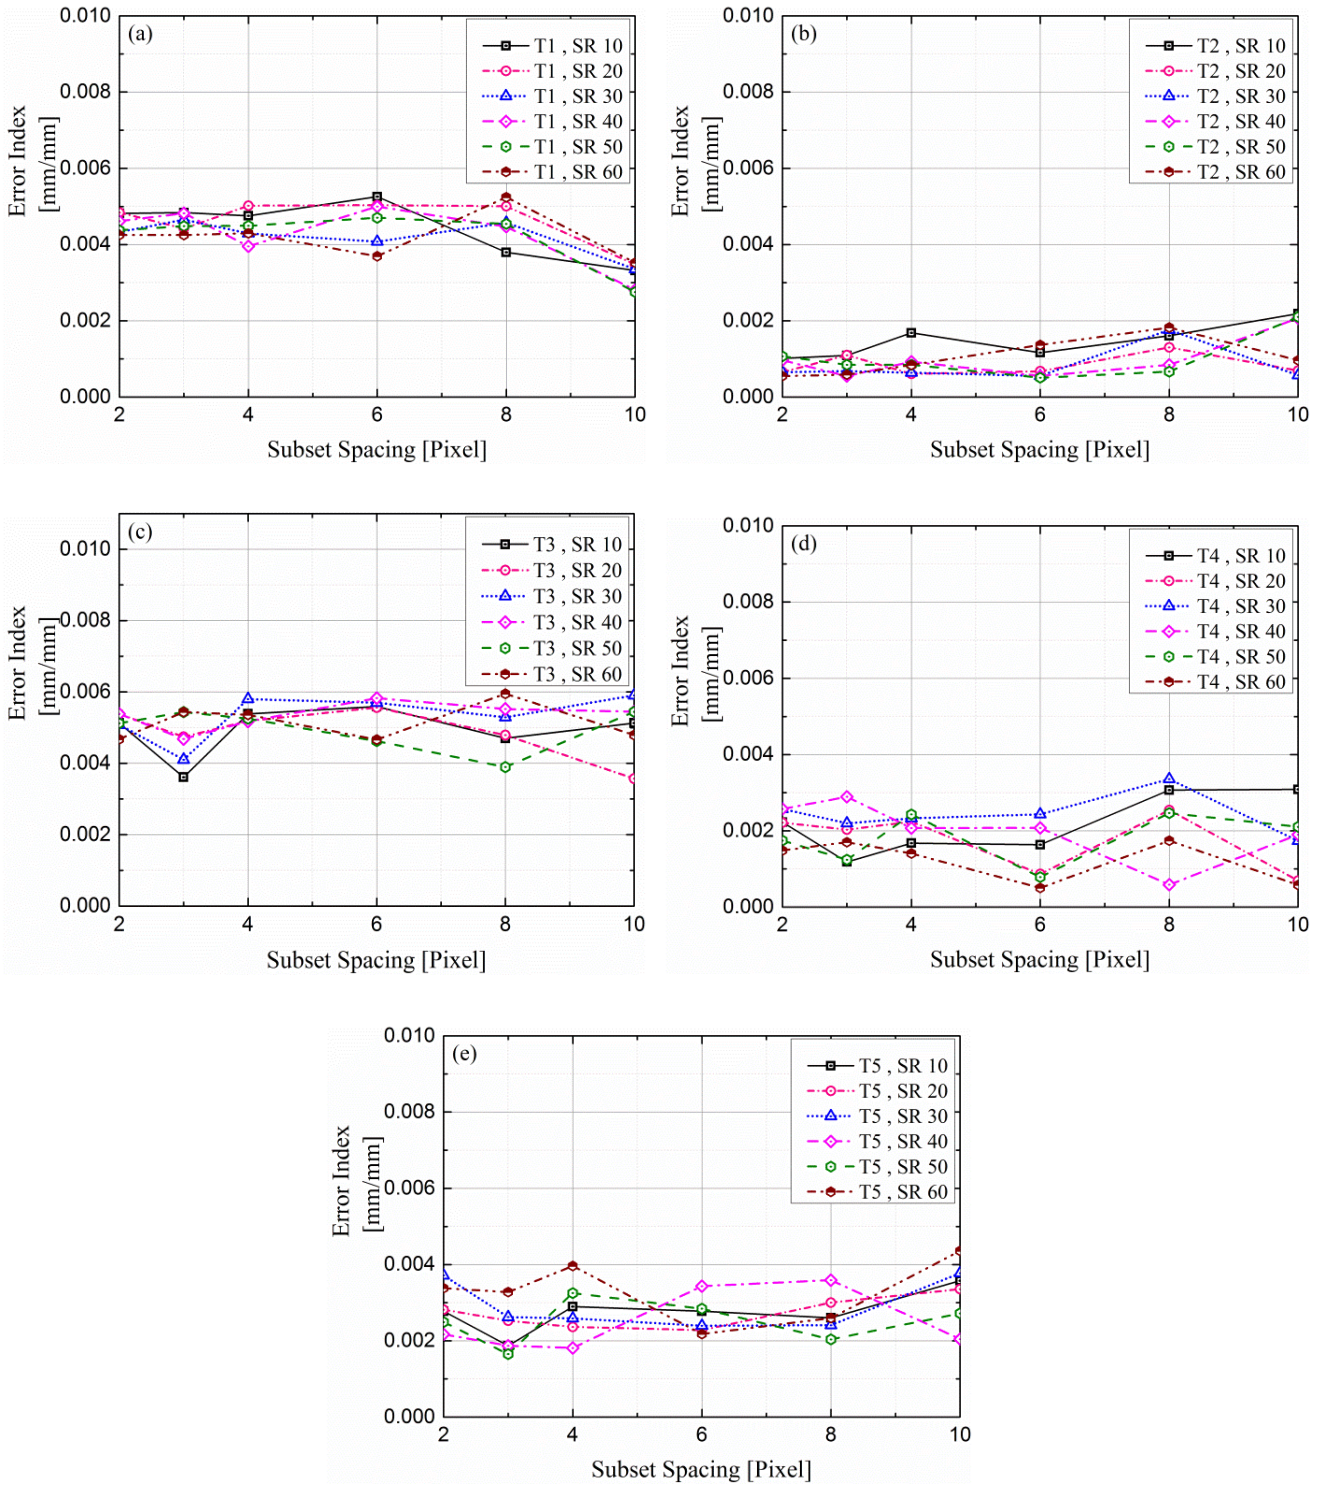 (a)
T1 , SR 10
T1 , SR 20
T1 , SR 30
T1 , SR 40
T1 , SR 50
T1 , SR 60
0.010
0.008
0.006
0.004
0.002
0.000
Error Index
[mm/mm]
2 4 6 8 10
Subset Spacing [Pixel]
(b)
T2 , SR 10
T2 , SR 20
T2 , SR 30
T2 , SR 40
T2 , SR 50
T2 , SR 60
0.010
0.008
0.006
0.004
0.002
0.000
Error Index
[mm/mm]
2 4 6 8 10
Subset Spacing [Pixel]
(c)
T3 , SR 10
T3 , SR 20
T3 , SR 30
T3 , SR 40
T3 , SR 50
T3 , SR 60
0.010
0.008
0.006
0.004
0.002
0.000
Error Index
[mm/mm]
2 4 6 8 10
Subset Spacing [Pixel]
(d)
T4 , SR 10
T4 , SR 20
T4 , SR 30
T4 , SR 40
T4 , SR 50
T4 , SR 60
0.010
0.008
0.006
0.004
0.002
0.000
Error Index
[mm/mm]
2 4 6 8 10
Subset Spacing [Pixel]
(e)
T5 , SR 10
T5 , SR 20
T5 , SR 30
T5 , SR 40
T5 , SR 50
T5 , SR 60
0.010
0.008
0.006
0.004
0.002
0.000
Error Index
[mm/mm]
2 4 6 8 10
Subset Spacing [Pixel]